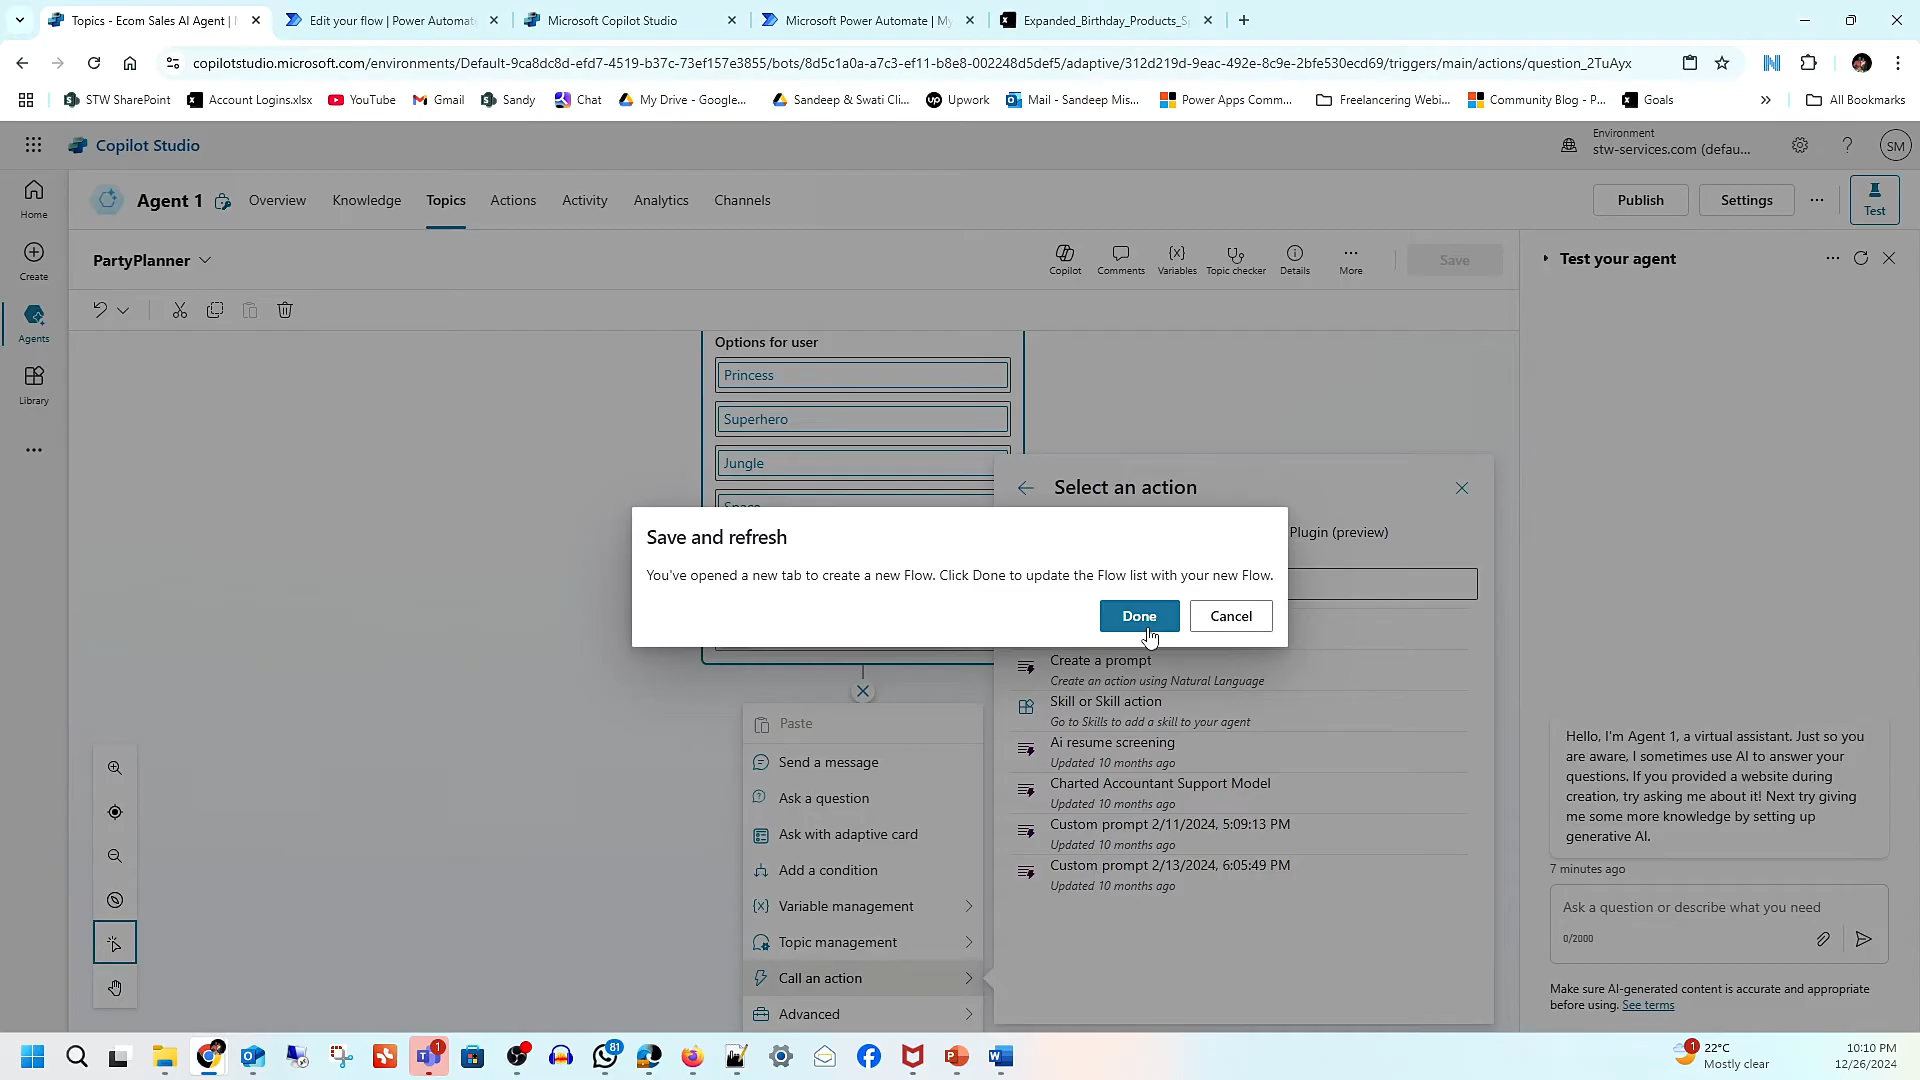 Topics - Ecom Sales AI Agent |
Edit your flow | Power Automate
Microsoft Copilot Studio
Microsoft Power Automate | My
Expanded_Birthday_Products_S
copilotstudio.microsoft.com/environments/Default-9ca8dc8d-efd7-4519-b37c-73ef157e3855/bots/8d5c1a0a-a7c3-ef11-b8e8-002248d5def5/adaptive/312d219d-9eac-492e-8c9e-2bfe530ecd69/triggers/main/actions/question_2TuAyx
STW SharePoint
Account Logins.xlsx
YouTube
Gmail
Sandy
Chat
My Drive - Google...
Sandeep & Swati Cli...
Upwork
Mail - Sandeep Mis...
Power Apps Comm...
Freelancering Webi...
Community Blog - P...
Goals
All Bookmarks
Copilot Studio
Environment
stw-services.com (defau...
SM
Home
Create
Agents
Library
Agent 1
Overview
Knowledge
Topics
Actions
Activity
Analytics
Channels
Publish
Settings
Test
PartyPlanner
Copilot
Comments
Variables
Topic checker
Details
More
Save
Test your agent
Options for user
Princess
Superhero
Jungle
Space
Select an action
Plugin (preview)
Save and refresh
You've opened a new tab to create a new Flow. Click Done to update the Flow list with your new Flow.
Done
Cancel
Create a prompt
Create an action using Natural Language
Skill or Skill action
Go to Skills to add a skill to your agent
Ai resume screening
Updated 10 months ago
Charted Accountant Support Model
Updated 10 months ago
Custom prompt 2/11/2024, 5:09:13 PM
Updated 10 months ago
Custom prompt 2/13/2024, 6:05:49 PM
Updated 10 months ago
Paste
Send a message
Ask a question
Ask with adaptive card
Add a condition
Variable management
Topic management
Call an action
Advanced
Hello, I'm Agent 1, a virtual assistant. Just so you
are aware, I sometimes use AI to answer your
questions. If you provided a website during
creation, try asking me about it! Next try giving
me some more knowledge by setting up
generative AI.
7 minutes ago
Ask a question or describe what you need
0/2000
Make sure AI-generated content is accurate and appropriate
before using. See terms
1
81
1
22°C
Mostly clear
10:10 PM
12/26/2024